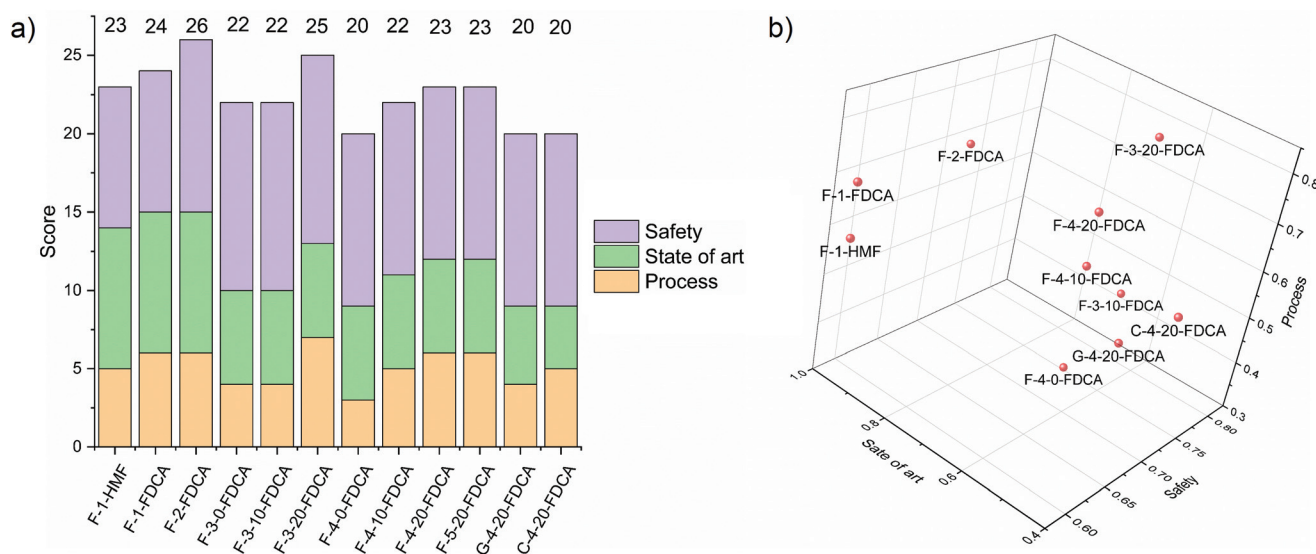 a)
23 24 26 22 22 25 20 22 23 23 20 20
Score
25
20
15
10
5
0
F-1-HMF
F-1-FDCA
F-2-FDCA
F-3-0-FDCA
F-3-10-FDCA
F-3-20-FDCA
F-4-0-FDCA
F-4-10-FDCA
F-4-20-FDCA
F-5-20-FDCA
G-4-20-FDCA
C-4-20-FDCA
Safety
State of art
Process
b)
F-2-FDCA
F-3-20-FDCA
F-1-FDCA
F-4-20-FDCA
F-1-HMF
F-4-10-FDCA
F-3-10-FDCA
C-4-20-FDCA
G-4-20-FDCA
F-4-0-FDCA
1.0
0.8
0.6
0.4
Sate of art
0.60
0.65
0.70
0.75
0.80
Safety
0.3
0.4
0.5
0.6
0.7
0.8
Process